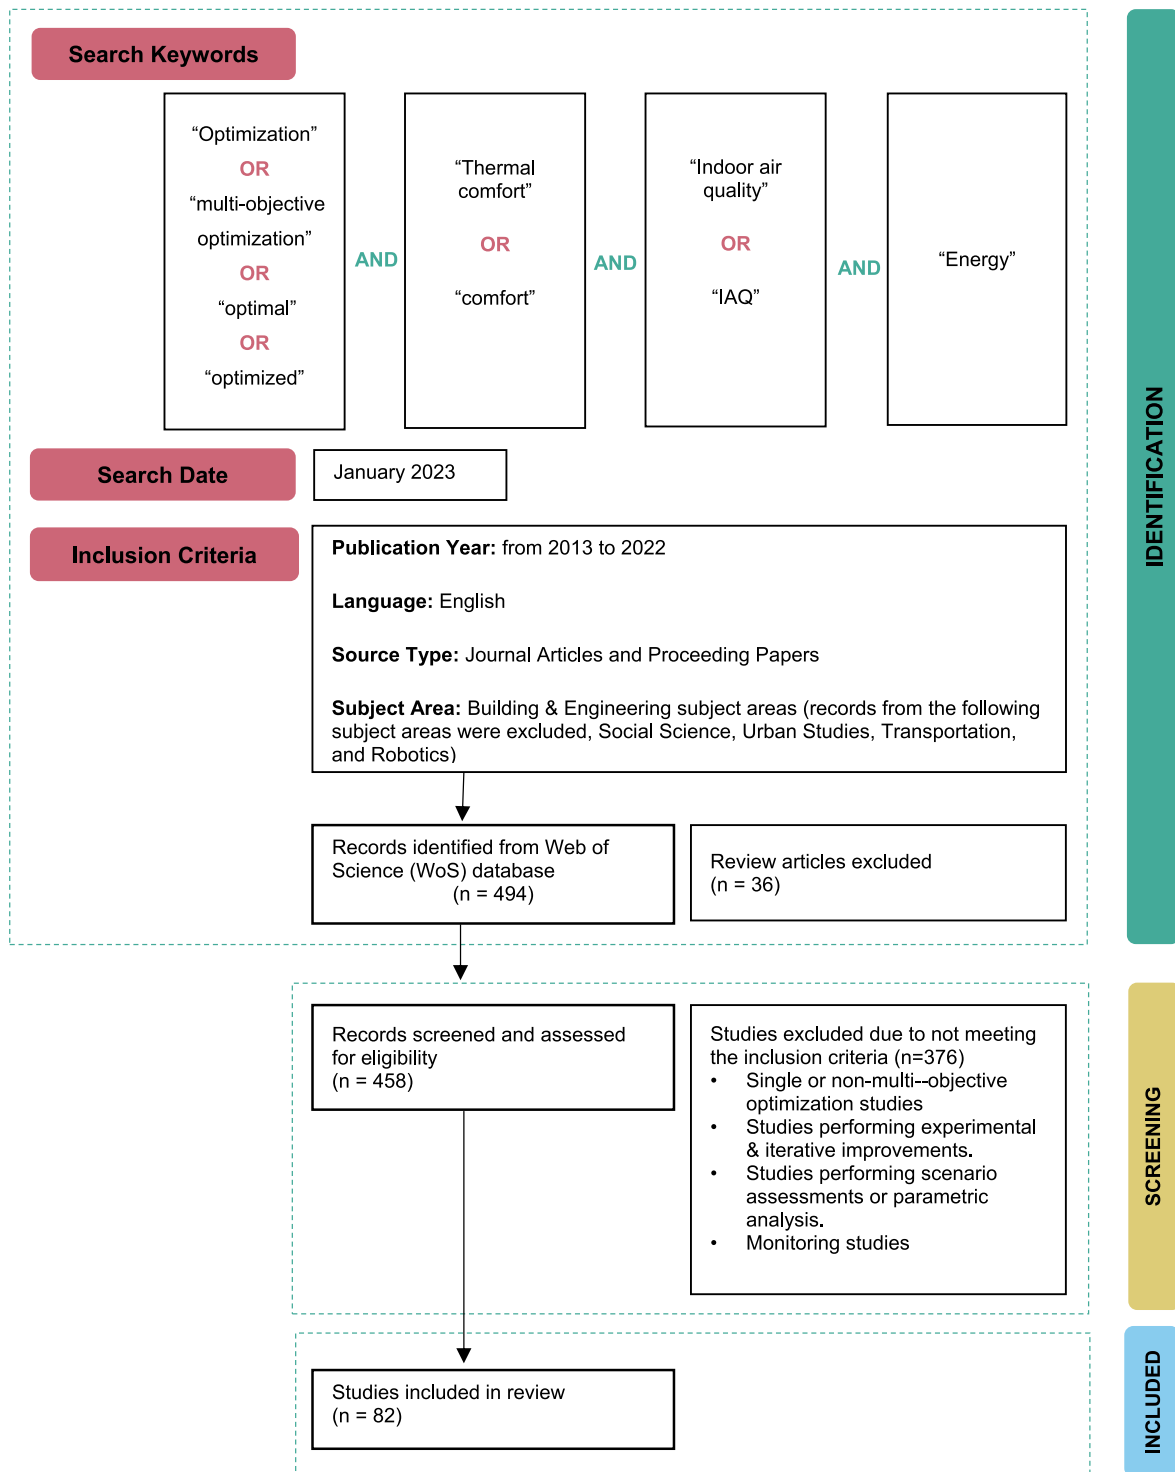 Search Keywords
“Optimization”
OR
“multi-objective
optimization”
OR
“optimal”
OR
“optimized”
AND
“Thermal
comfort”
OR
“comfort”
AND
“Indoor air
quality”
OR
“IAQ”
AND
“Energy”
Search Date
January 2023
Inclusion Criteria
Publication Year: from 2013 to 2022
Language: English
Source Type: Journal Articles and Proceeding Papers
Subject Area: Building & Engineering subject areas (records from the following
subject areas were excluded, Social Science, Urban Studies, Transportation,
and Robotics)
Records identified from Web of
Science (WoS) database
(n = 494)
Review articles excluded
(n = 36)
IDENTIFICATION
Records screened and assessed
for eligibility
(n = 458)
Studies excluded due to not meeting
the inclusion criteria (n=376)
• Single or non-multi--objective
optimization studies
• Studies performing experimental
& iterative improvements.
• Studies performing scenario
assessments or parametric
analysis.
• Monitoring studies
SCREENING
Studies included in review
(n = 82)
INCLUDED